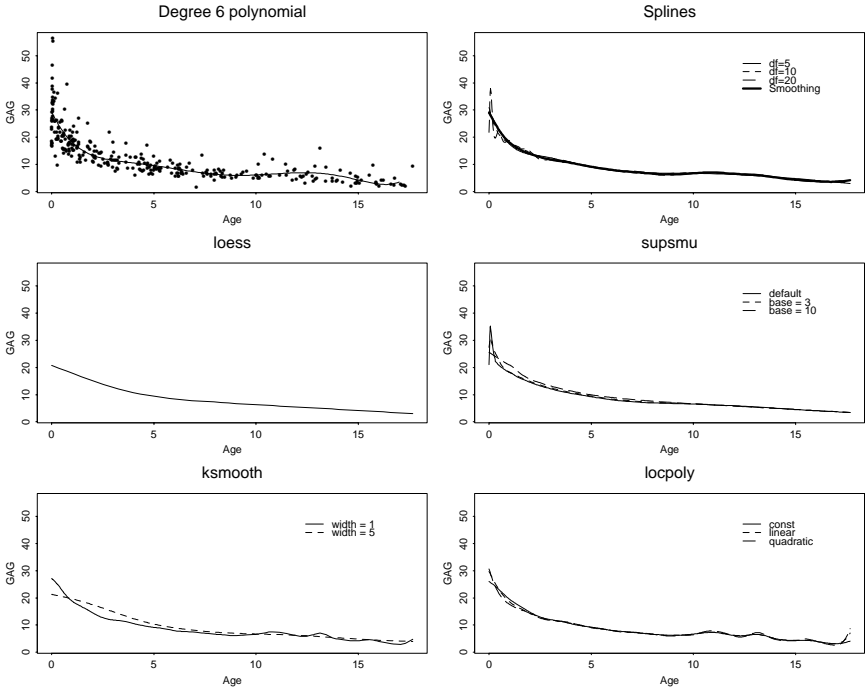 Degree 6 polynomial
GAG
0 10 20 30 40 50
0 5 10 15
Age
Splines
df=5
df=10
df=20
Smoothing
GAG
0 10 20 30 40 50
0 5 10 15
Age
loess
GAG
0 10 20 30 40 50
0 5 10 15
Age
supsmu
default
base = 3
base = 10
GAG
0 10 20 30 40 50
0 5 10 15
Age
ksmooth
width = 1
width = 5
GAG
0 10 20 30 40 50
0 5 10 15
Age
locpoly
const
linear
quadratic
GAG
0 10 20 30 40 50
0 5 10 15
Age